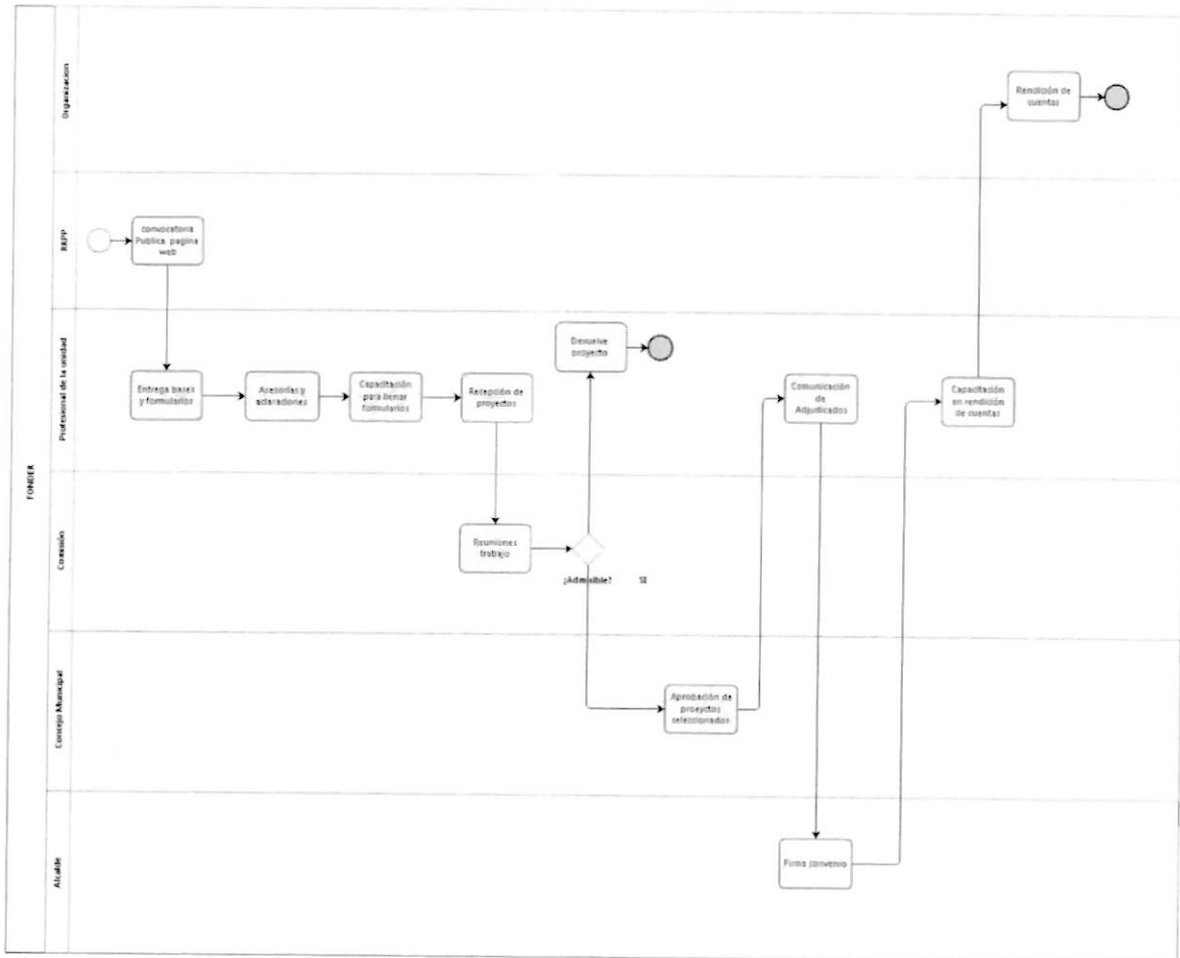 FONDER
Organizacion
Rendición de
cuentas
RRPP
convocatoria
Publica pagina
web
Profesional de la unidad
Entrega bases
y formularios
Asesorías y
aclaraciones
Capacitación
para llenar
formularios
Recepción de
proyectos
Devuelve
proyecto
Comunicación
de
Adjudicados
Capacitación
en rendición
de cuentas
Comisión
Reuniones
trabajo
¿Admisible? SI
Concejo Municipal
Aprobación de
proeyctos
seleccionados
Alcalde
Firma convenio